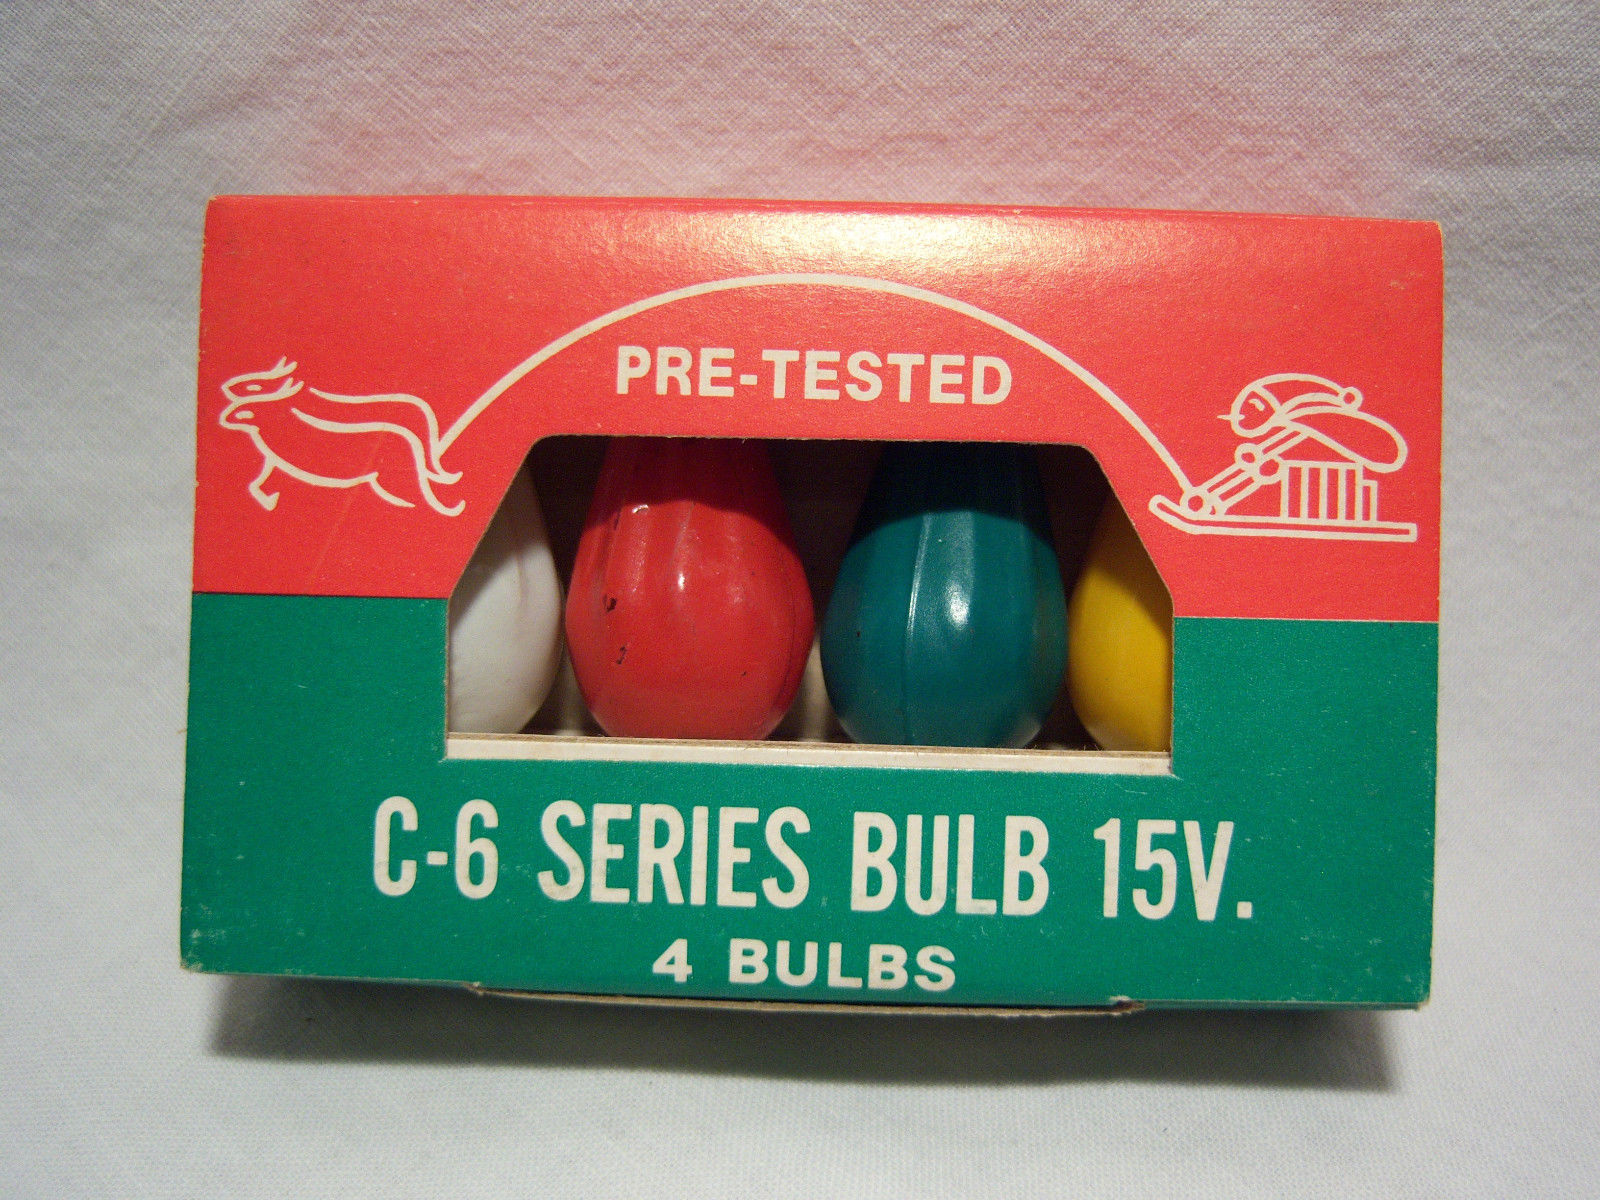 PRE-TESTED
C-6 SERIES BULB 15V.
4 BULBS